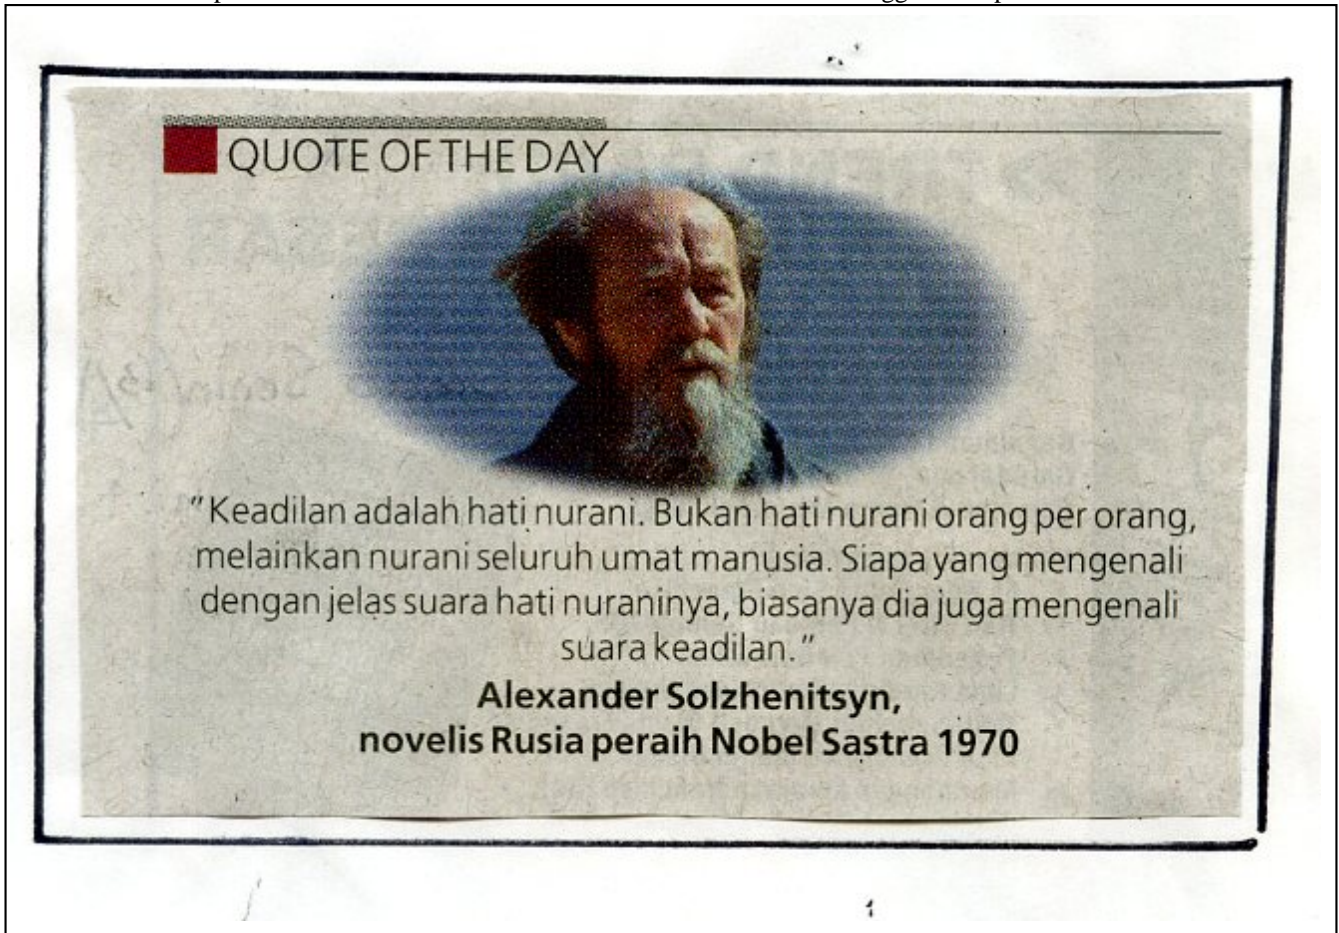 QUOTE OF THE DAY
"Keadilan adalah hati nurani. Bukan hati nurani orang per orang,
melainkan nurani seluruh umat manusia. Siapa yang mengenali
dengan jelas suara hati nuraninya, biasanya dia juga mengenali
suara keadilan."
Alexander Solzhenitsyn,
novelis Rusia peraih Nobel Sastra 1970